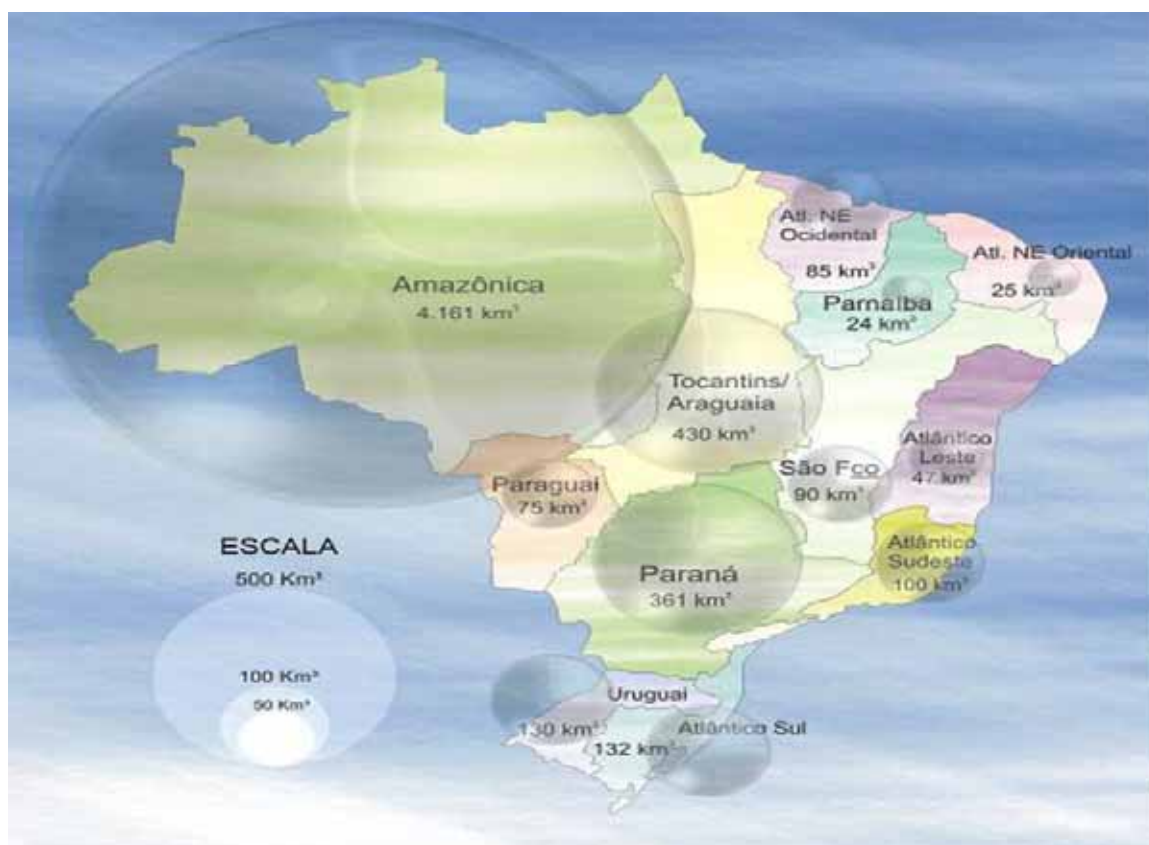 Atl. NE
Ocidental
85 km³
Atl. NE Oriental
25 km³
Amazônica
4.161 km³
Parnaíba
24 km³
Tocantins/
Araguaia
430 km³
Atlântico
Leste
47 km³
São Fco
90 km³
Paraguai
75 km³
ESCALA
500 Km³
Atlântico
Sudeste
100 km³
Paraná
361 km³
100 Km³
50 Km³
Uruguai
130 km³
Atlântico Sul
132 km³